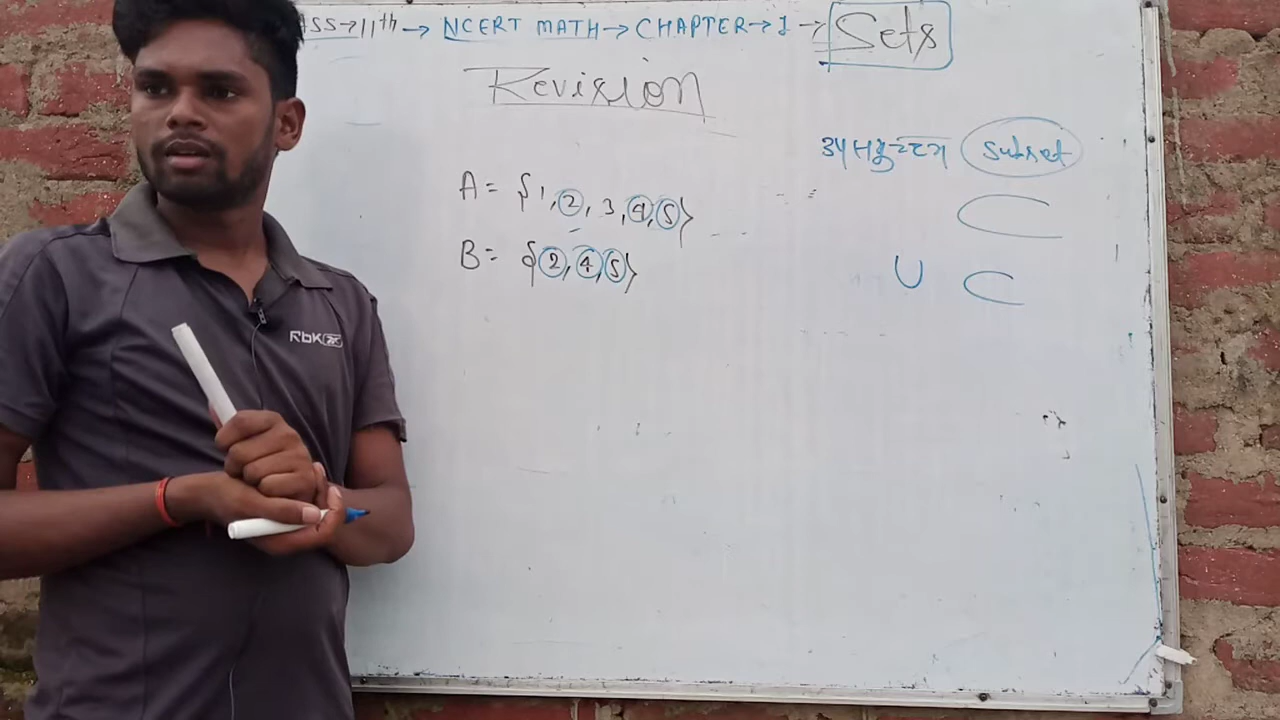 ASS→11th→ NCERT MATH→ CHAPTER→1→ Sets
Revision
उपसमुच्चय subset
A = {1, 2, 3, 4, 5}
⊂
B = {2, 4, 5}
∪ ⊂
Rbk